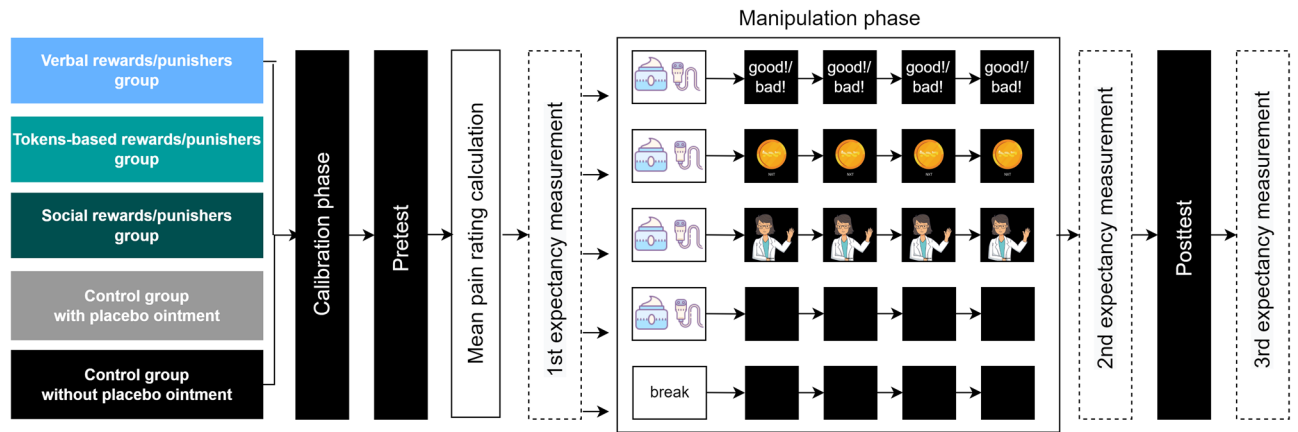 Manipulation phase
Verbal rewards/punishers
group
Tokens-based rewards/punishers
group
Social rewards/punishers
group
Control group
with placebo ointment
Control group
without placebo ointment
Calibration phase
Pretest
Mean pain rating calculation
1st expectancy measurement
good!/
bad!
good!/
bad!
good!/
bad!
good!/
bad!
break
2nd expectancy measurement
Posttest
3rd expectancy measurement